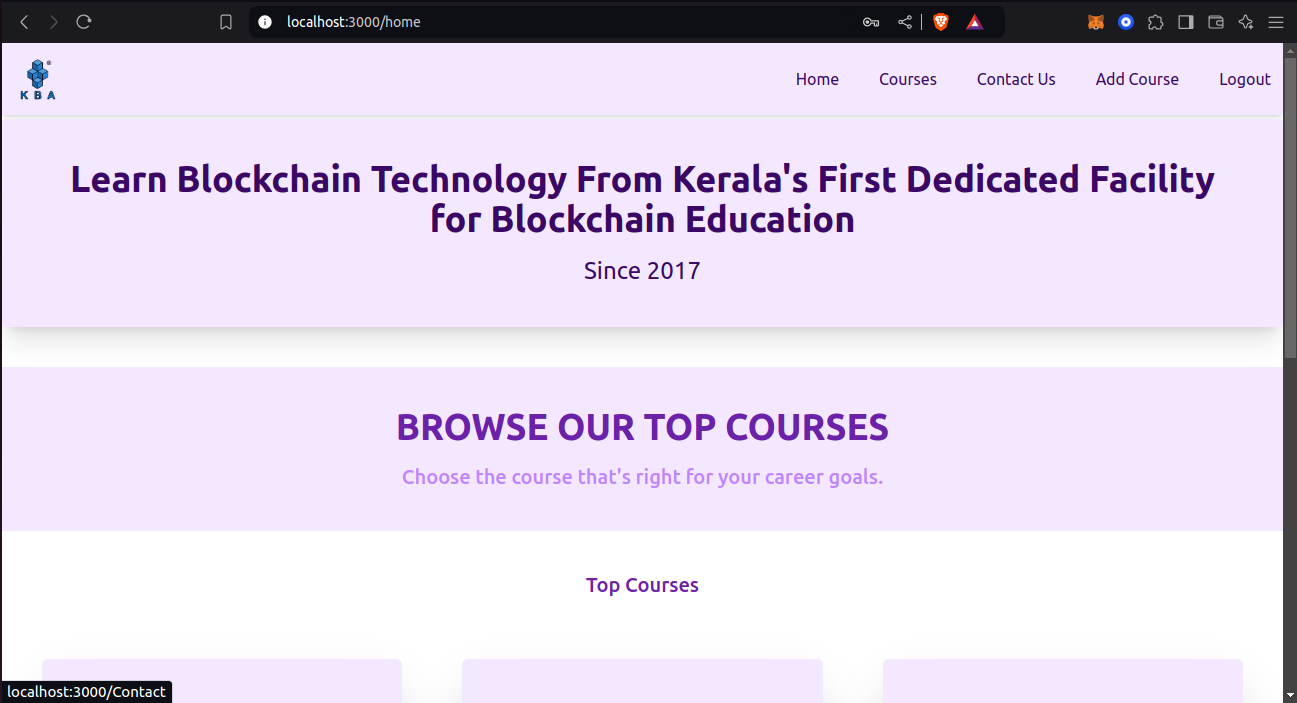 localhost:3000/home
KBA
Home Courses Contact Us Add Course Logout
Learn Blockchain Technology From Kerala's First Dedicated Facility
for Blockchain Education
Since 2017
BROWSE OUR TOP COURSES
Choose the course that's right for your career goals.
Top Courses
localhost:3000/Contact